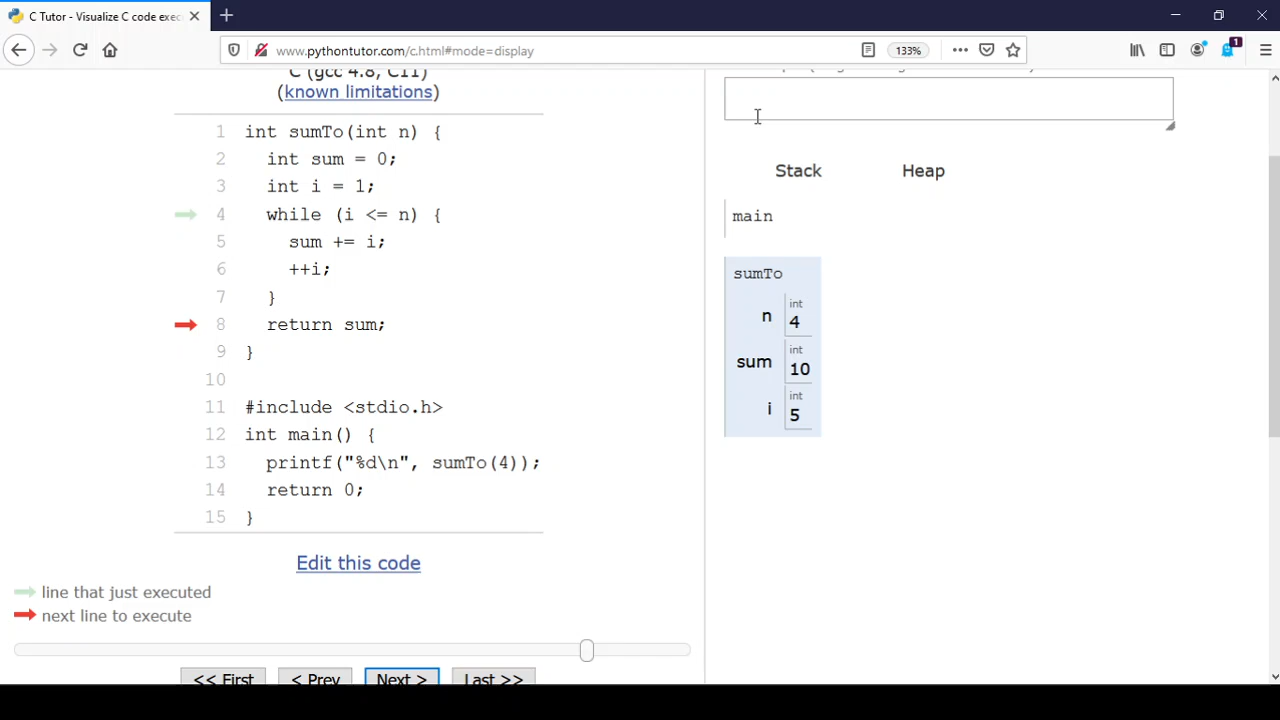 C Tutor - Visualize C code exec
www.pythontutor.com/c.html#mode=display
133%
1
C (gcc 4.8, C11)
(known limitations)
1 int sumTo(int n) {
2 int sum = 0;
3 int i = 1;
4 while (i <= n) {
5 sum += i;
6 ++i;
7 }
8 return sum;
9 }
10
11 #include <stdio.h>
12 int main() {
13 printf("%d\n", sumTo(4));
14 return 0;
15 }
Edit this code
line that just executed
next line to execute
<< First
< Prev
Next >
Last >>
Stack
Heap
main
sumTo
int
n 4
int
sum 10
int
i 5